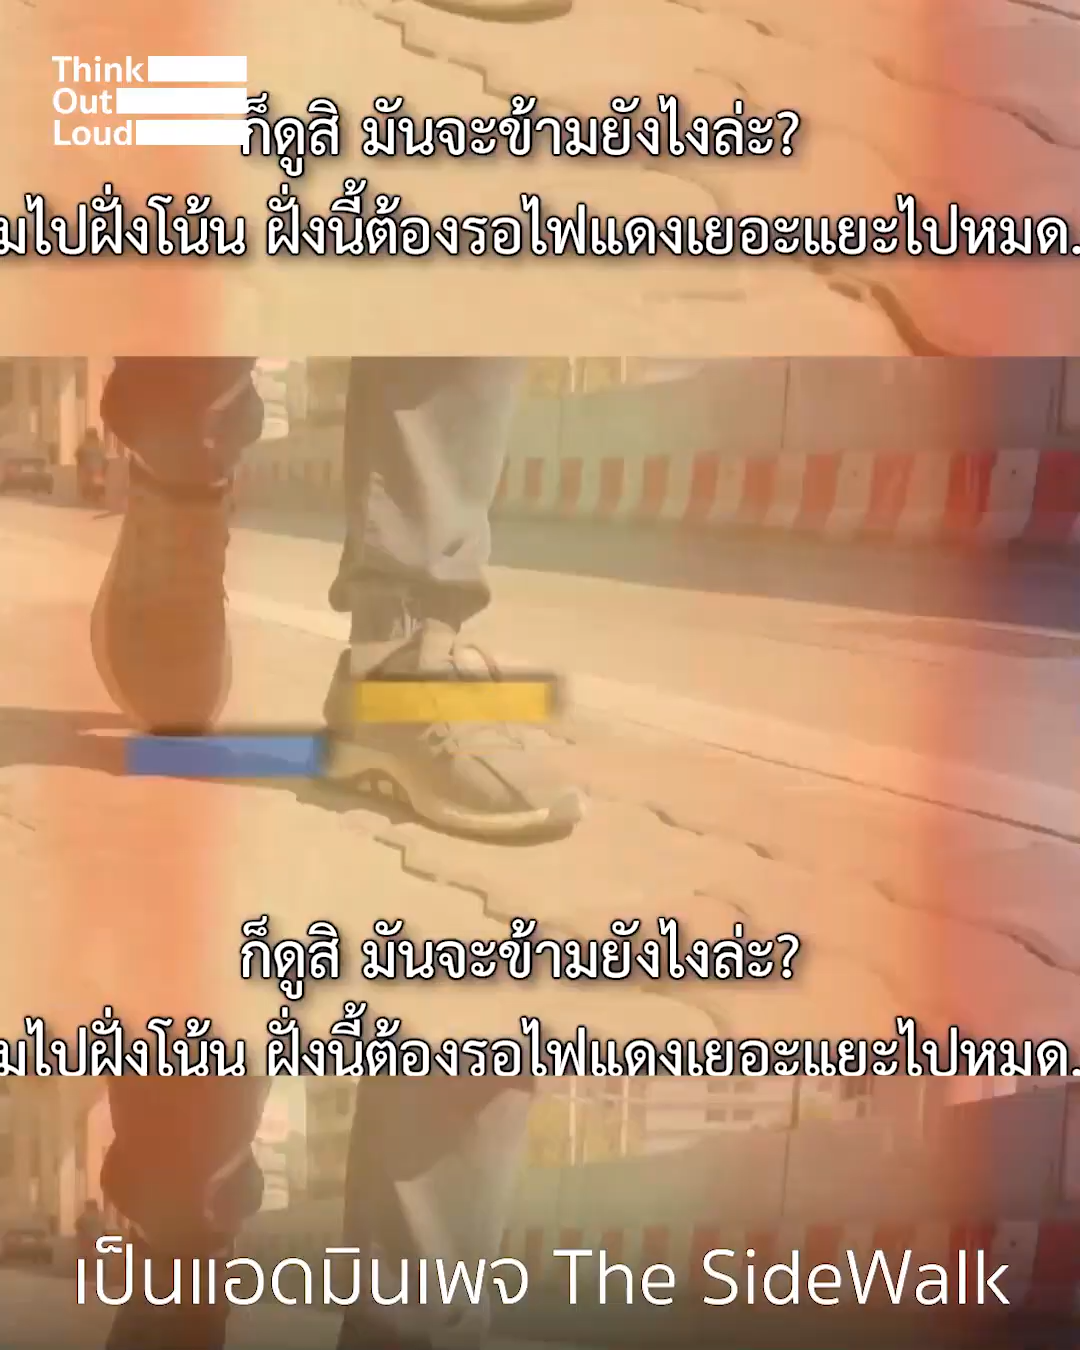 Think
Out
Loud
ก็ดูสิ มันจะข้ามยังไงล่ะ?
มไปฝั่งโน้น ฝั่งนี้ต้องรอไฟแดงเยอะแยะไปหมด.
ก็ดูสิ มันจะข้ามยังไงล่ะ?
มไปฝั่งโน้น ฝั่งนี้ต้องรอไฟแดงเยอะแยะไปหมด.
เป็นแอดมินเพจ The SideWalk